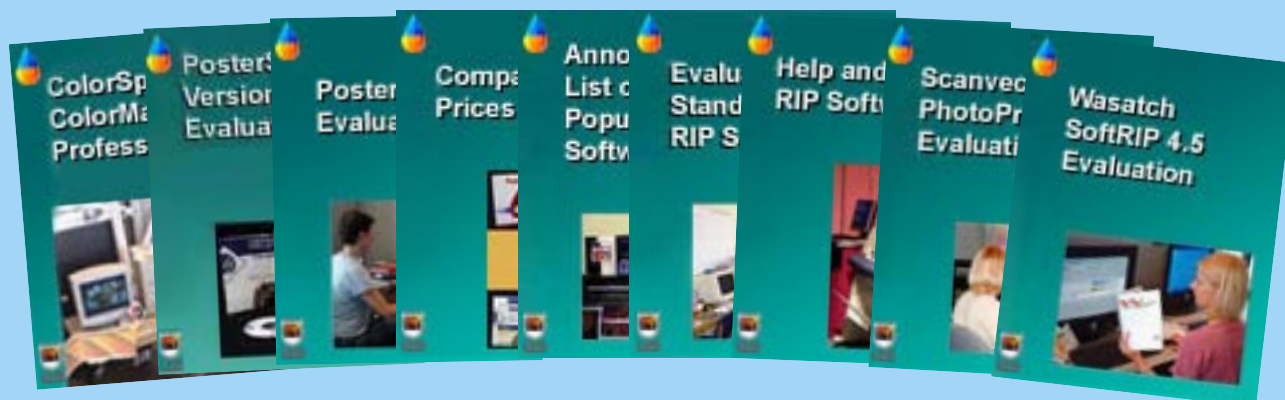 ColorSp
ColorMa
Profess
PosterS
Version
Evalua
Poster
Evalua
Compa
Prices
Anno
List o
Popu
Softw
Evalu
Stand
RIP S
Help and
RIP Softw
Scanvec
PhotoPr
Evaluati
Wasatch
SoftRIP 4.5
Evaluation